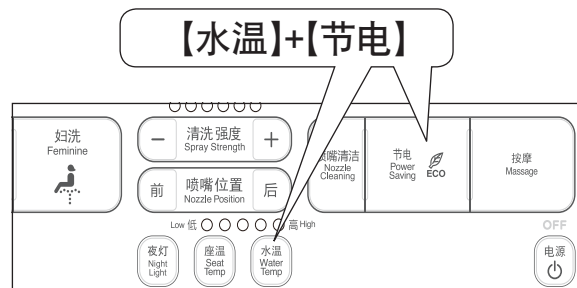 【水温】+【节电】
妇洗
Feminine
－ 清洗强度 ＋
Spray Strength
前 喷嘴位置 后
Nozzle Position
喷嘴清洁
Nozzle
Cleaning
节电
Power
Saving
ECO
按摩
Massage
Low 低 高 High
OFF
夜灯
Night
Light
座温
Seat
Temp
水温
Water
Temp
电源